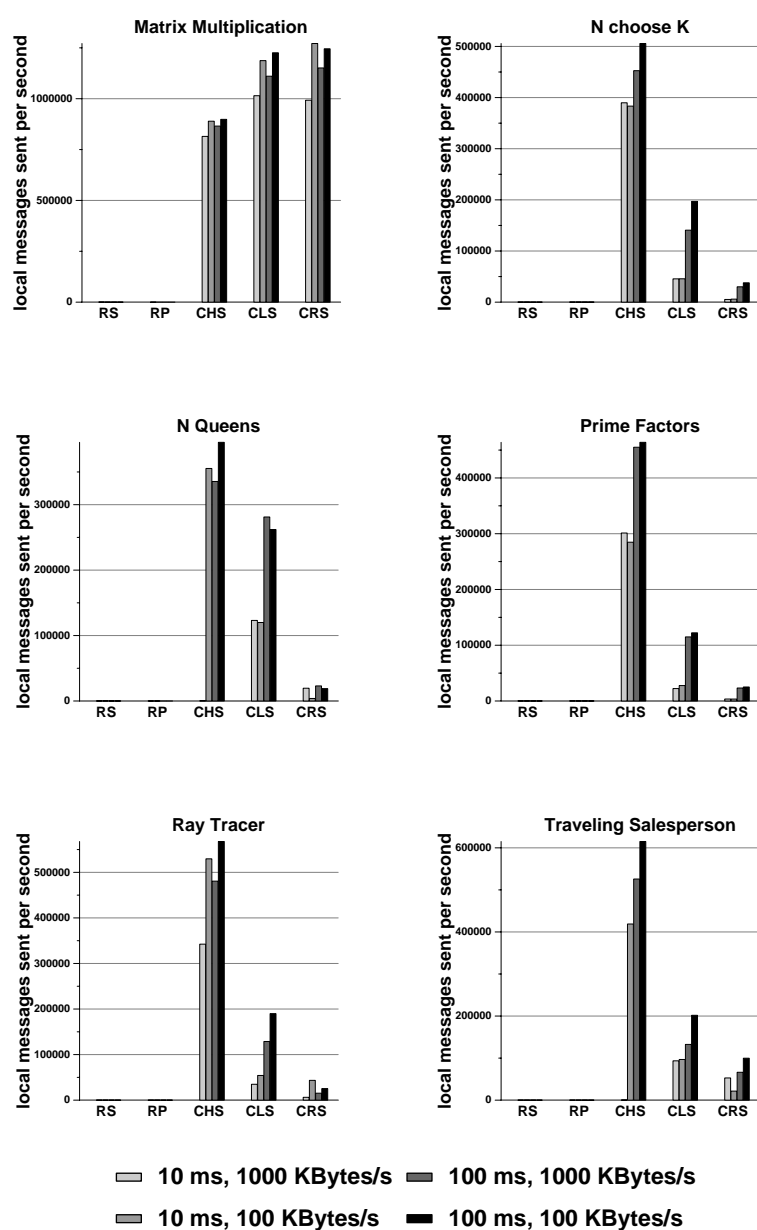 Matrix Multiplication
local messages sent per second
1000000
500000
0
RS RP CHS CLS CRS
N choose K
local messages sent per second
500000
400000
300000
200000
100000
0
RS RP CHS CLS CRS
N Queens
local messages sent per second
300000
200000
100000
0
RS RP CHS CLS CRS
Prime Factors
local messages sent per second
400000
300000
200000
100000
0
RS RP CHS CLS CRS
Ray Tracer
local messages sent per second
500000
400000
300000
200000
100000
0
RS RP CHS CLS CRS
Traveling Salesperson
local messages sent per second
600000
400000
200000
0
RS RP CHS CLS CRS
10 ms, 1000 KBytes/s
100 ms, 1000 KBytes/s
10 ms, 100 KBytes/s
100 ms, 100 KBytes/s